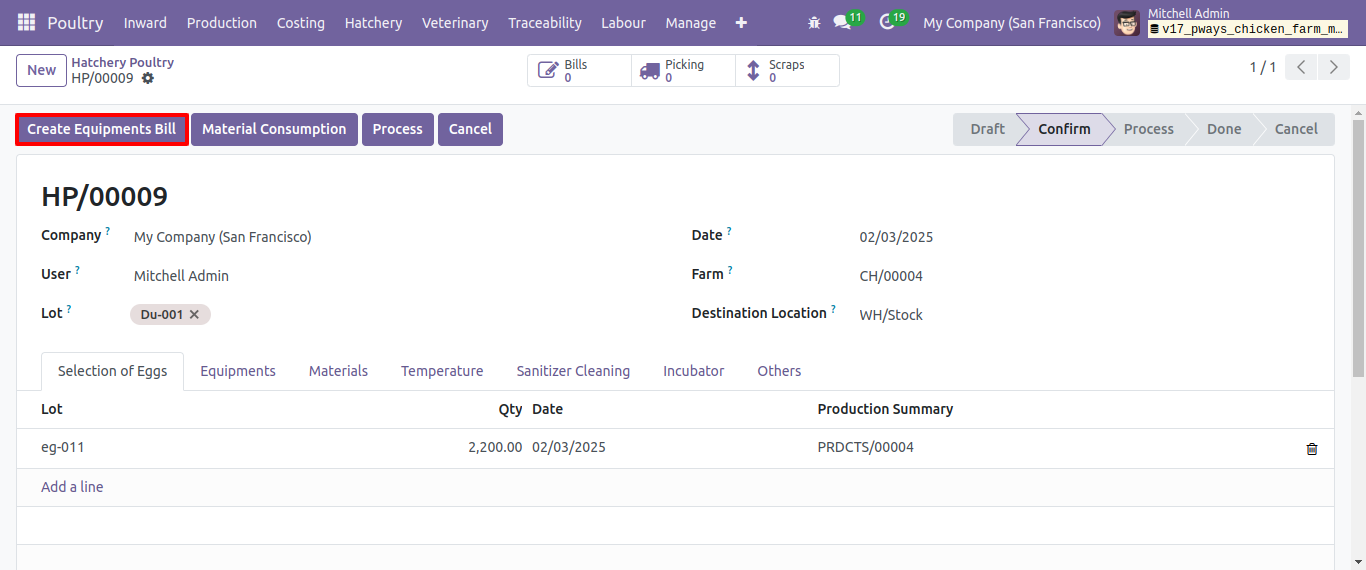 Poultry Inward Production Costing Hatchery Veterinary Traceability Labour Manage 11 19 My Company (San Francisco) Mitchell Admin
v17_pways_chicken_farm_m…
New Hatchery Poultry Bills Picking Scraps
HP/00009 0 0 0 1 / 1
Create Equipments Bill Material Consumption Process Cancel Draft Confirm Process Done Cancel
HP/00009
Company ? My Company (San Francisco) Date ? 02/03/2025
User ? Mitchell Admin Farm ? CH/00004
Lot ? Du-001 Destination Location ? WH/Stock
Selection of Eggs Equipments Materials Temperature Sanitizer Cleaning Incubator Others
Lot Qty Date Production Summary
eg-011 2,200.00 02/03/2025 PRDCTS/00004
Add a line